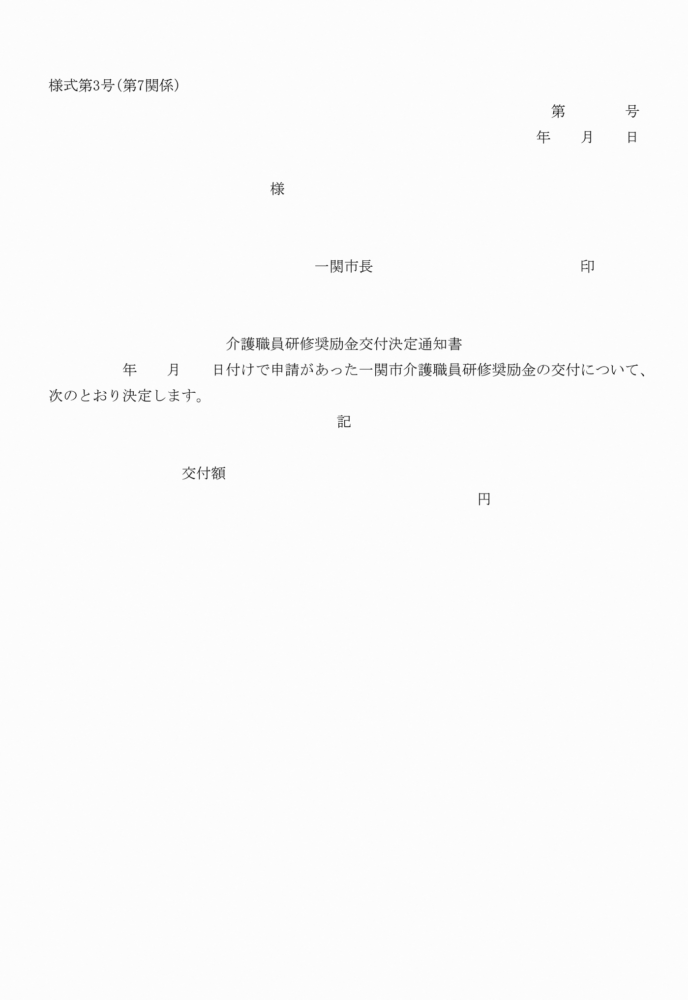 様式第3号（第7関係）
第　　　　号
年　　月　　日
様
一関市長　　　　　　　　　　　　　　印
介護職員研修奨励金交付決定通知書
年　　月　　日付けで申請があった一関市介護職員研修奨励金の交付について、
次のとおり決定します。
記
交付額
円